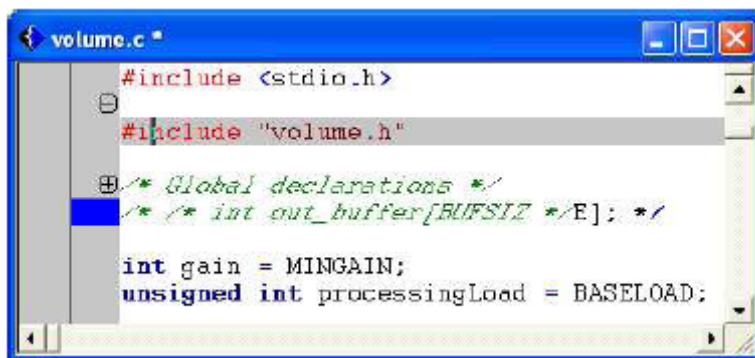 volume.c *
#include <stdio.h>
#include "volume.h"
/* Global declarations */
/* /* int out_buffer[BUFSIZ */E]; */
int gain = MINGAIN;
unsigned int processingLoad = BASELOAD;